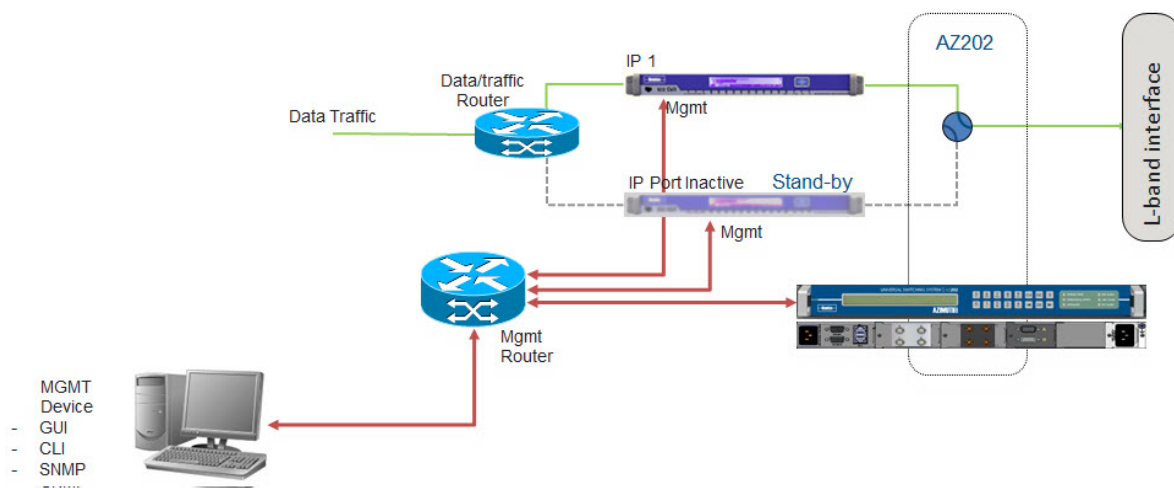 AZ202
IP 1
Data/traffic
Router
Mgmt
Data Traffic
L-band interface
IP Port Inactive
Stand-by
Mgmt
Mgmt
Router
AZIMUTH
MGMT
Device
- GUI
- CLI
- SNMP